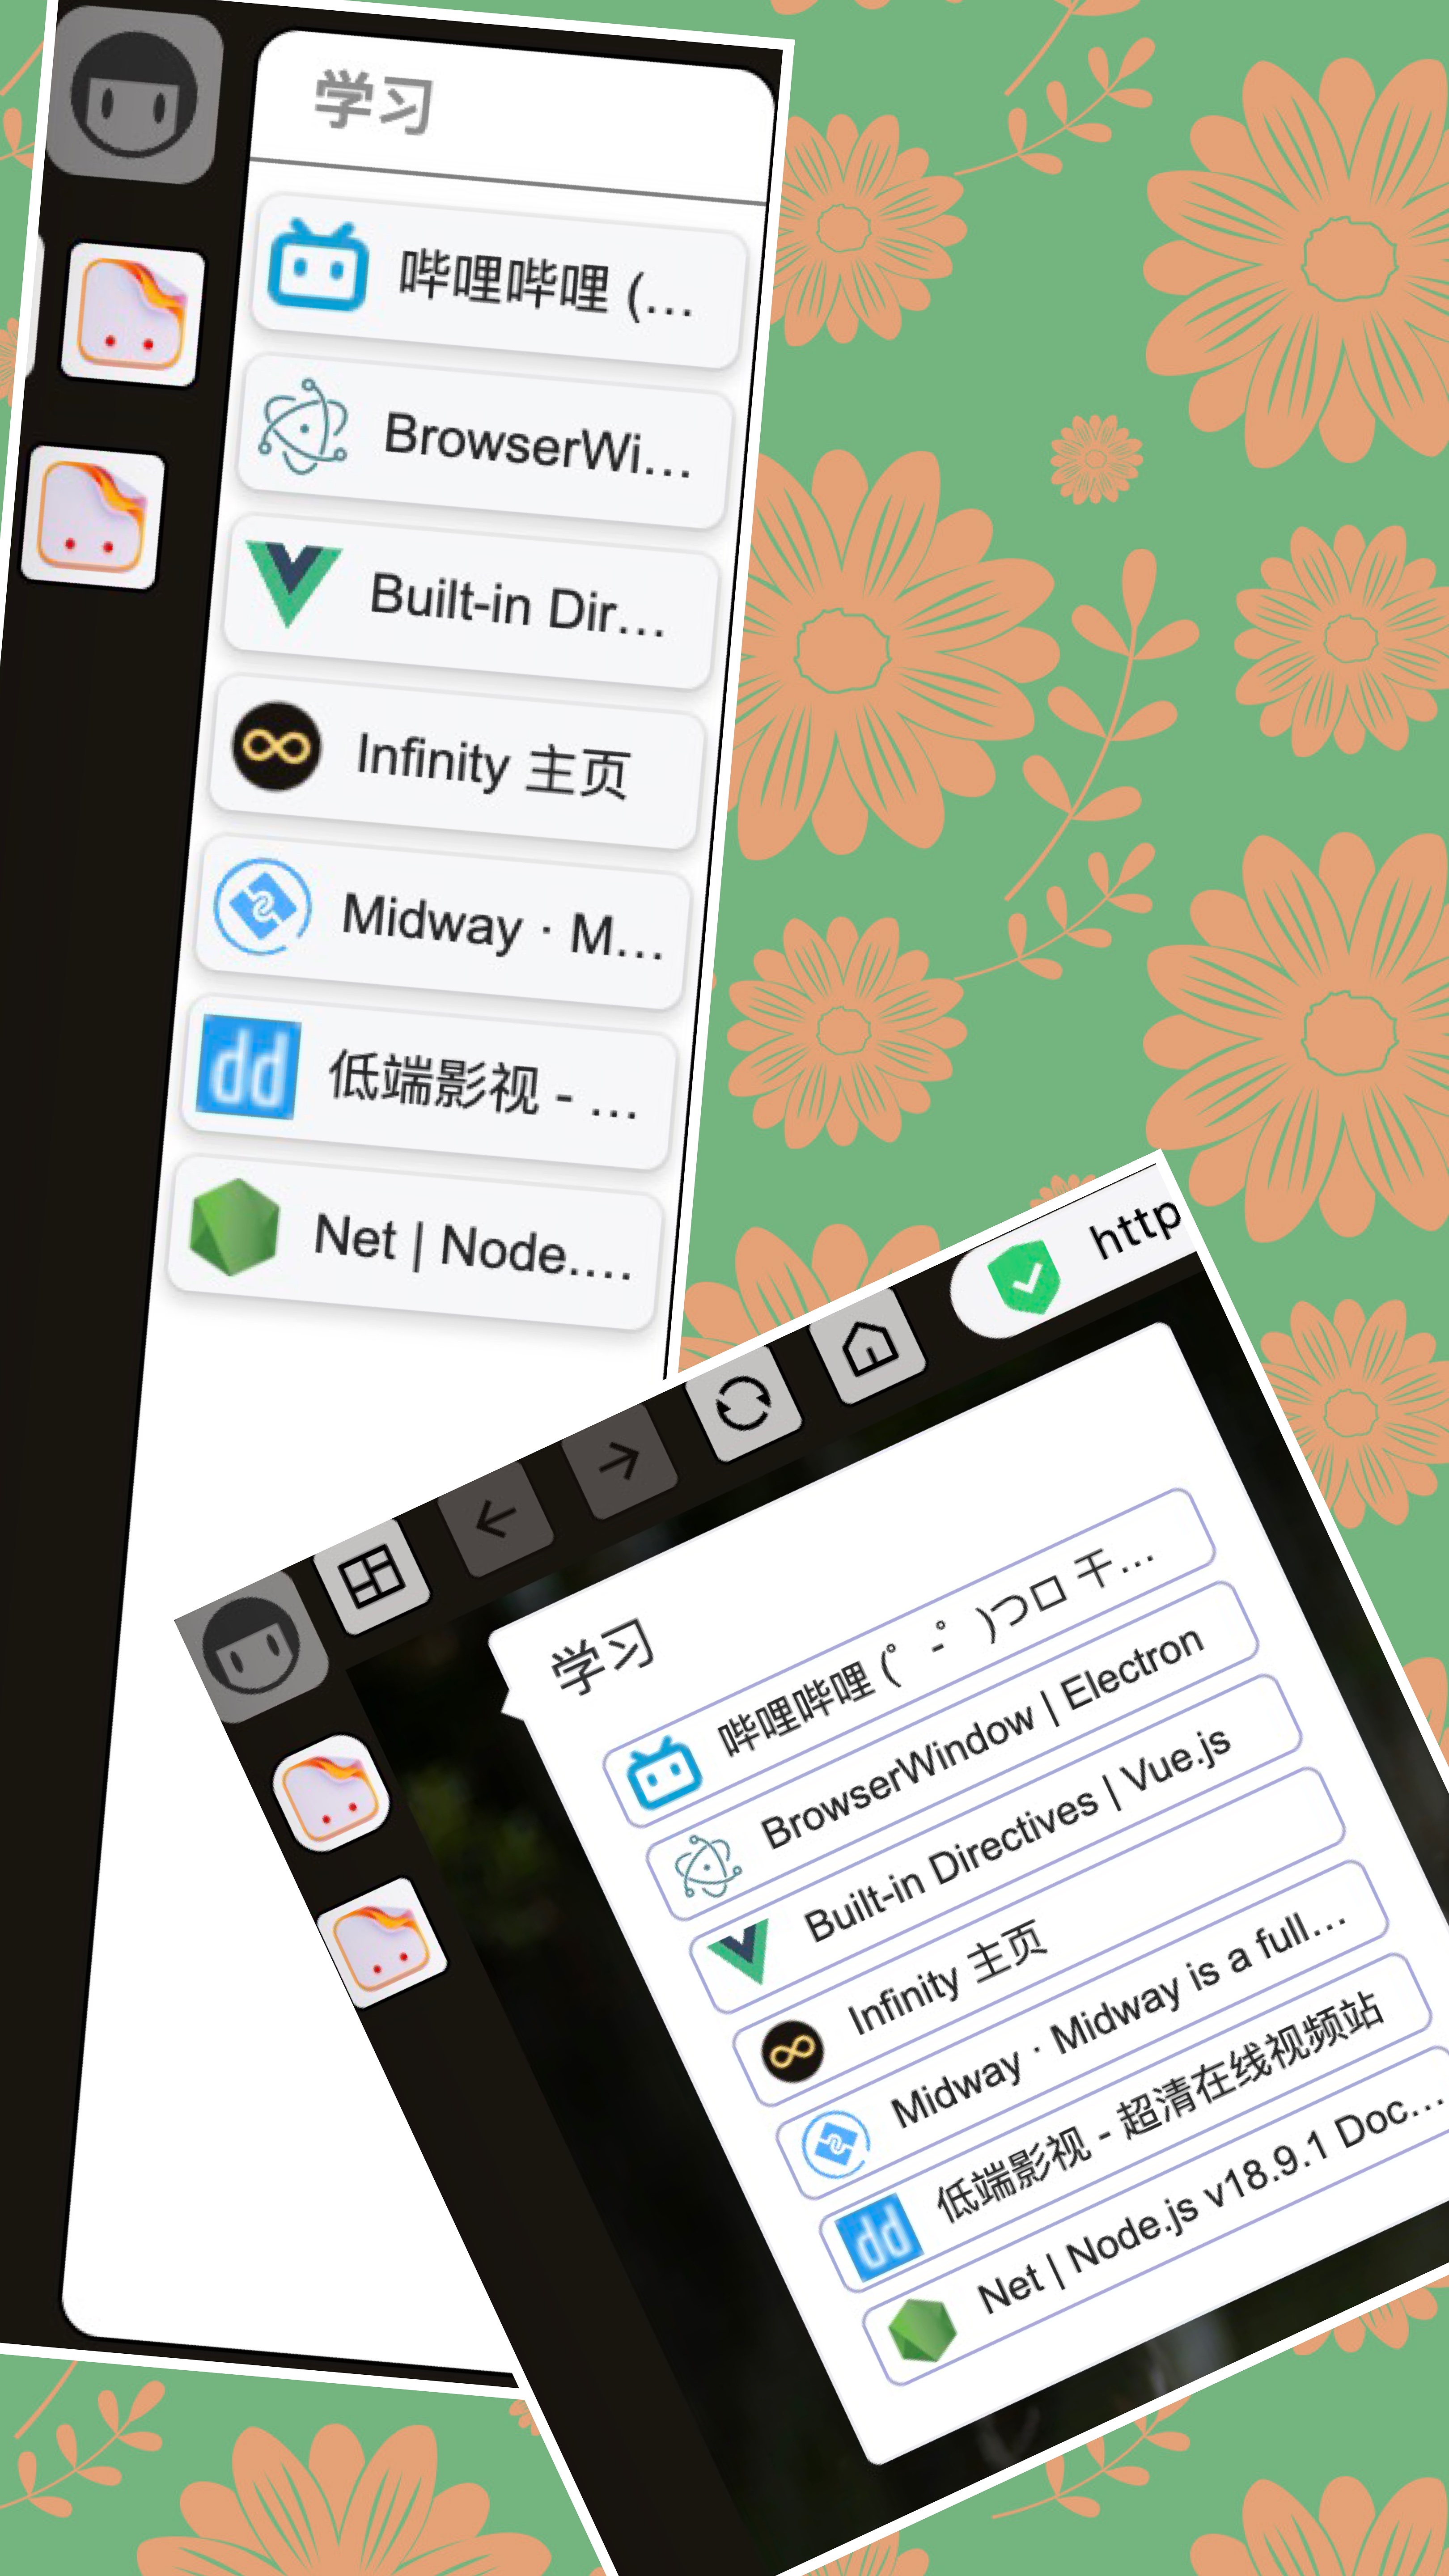 学习
哔哩哔哩 (...
BrowserWi...
Built-in Dir...
Infinity 主页
Midway · M...
dd
低端影视 - ...
Net | Node....
http
学习
哔哩哔哩 (゜-゜)つロ 干...
BrowserWindow | Electron
Built-in Directives | Vue.js
Infinity 主页
Midway · Midway is a full...
dd
低端影视 - 超清在线视频站
Net | Node.js v18.9.1 Doc...